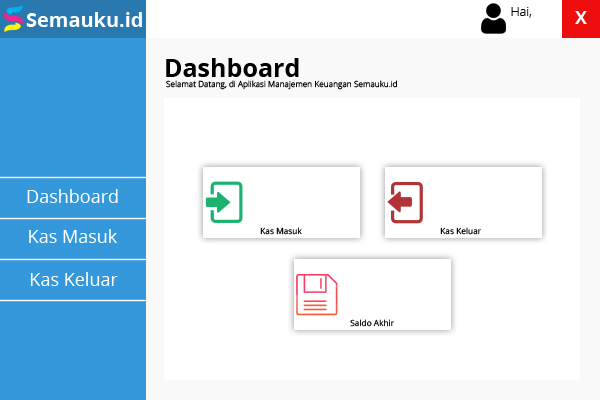 Semauku.id
Hai,
X
Dashboard
Selamat Datang, di Aplikasi Manajemen Keuangan Semauku.id
Dashboard
Kas Masuk
Kas Keluar
Kas Masuk
Kas Keluar
Saldo Akhir